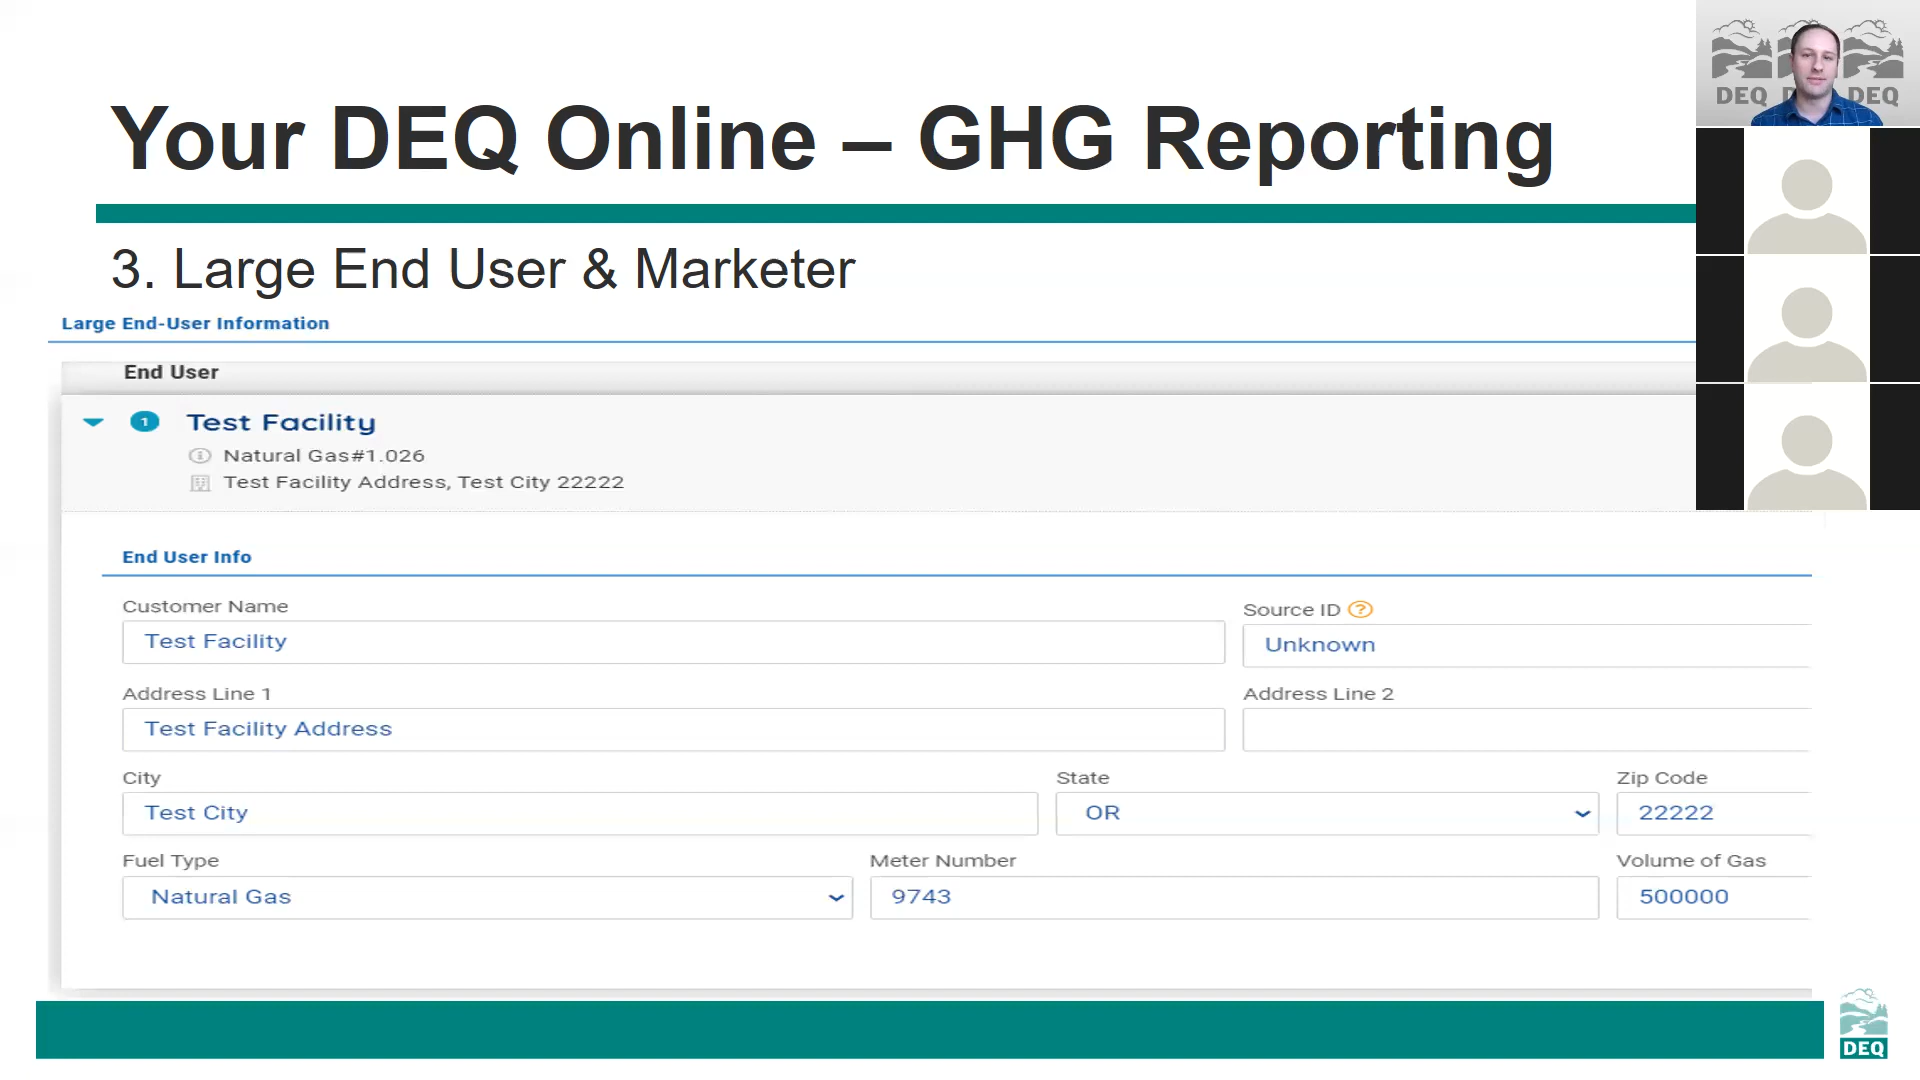 Your DEQ Online – GHG Reporting
3. Large End User & Marketer
Large End-User Information
End User
1 Test Facility
Natural Gas#1.026
Test Facility Address, Test City 22222
End User Info
Customer Name
Test Facility
Source ID ?
Unknown
Address Line 1
Test Facility Address
Address Line 2
City
Test City
State
OR
Zip Code
22222
Fuel Type
Natural Gas
Meter Number
9743
Volume of Gas
500000
DEQ D DEQ
DEQ